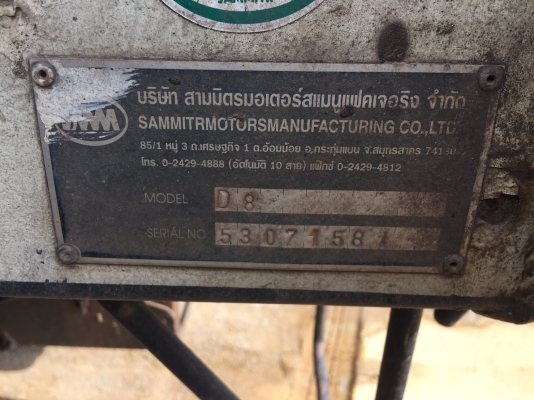 SAMMITR
SMM
บริษัท สามมิตรมอเตอร์สแมนูแฟคเจอริง จำกัด
SAMMITRMOTORSMANUFACTURING CO.,LTD
85/1 หมู่ 3 ถ.เศรษฐกิจ 1 ต.อ้อมน้อย อ.กระทุ่มแบน จ.สมุทรสาคร
โทร. 0-2429-4888 (อัตโนมัติ 10 สาย) แฟ็กซ์ 0-2429-4812
MODEL D8
SERIAL NO 5307158